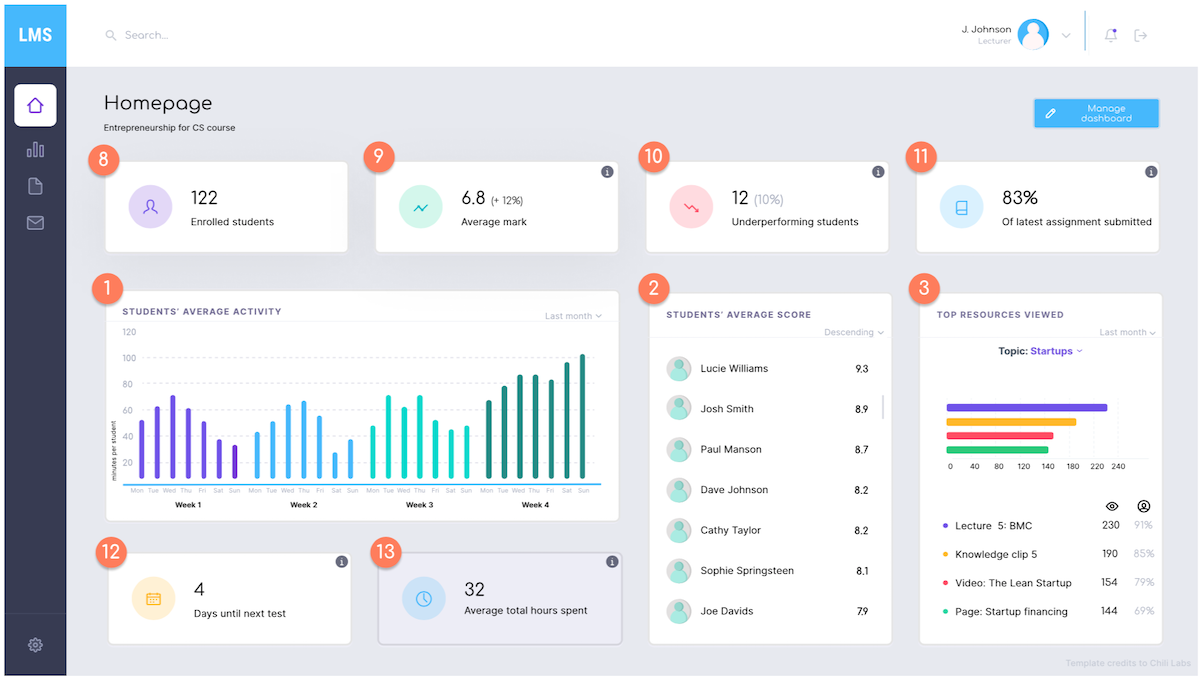 LMS
Search...
J. Johnson
Lecturer
Homepage
Entrepreneurship for CS course
Manage
dashboard
8
122
Enrolled students
9
6.8 (+ 12%)
Average mark
10
12 (10%)
Underperforming students
11
83%
Of latest assignment submitted
1
STUDENTS' AVERAGE ACTIVITY
Last month
120
100
80
60
40
20
minutes per student
Mon Tue Wed Thu Fri Sat Sun Mon Tue Wed Thu Fri Sat Sun Mon Tue Wed Thu Fri Sat Sun Mon Tue Wed Thu Fri Sat Sun
Week 1 Week 2 Week 3 Week 4
2
STUDENTS' AVERAGE SCORE
Descending
Lucie Williams 9.3
Josh Smith 8.9
Paul Manson 8.7
Dave Johnson 8.2
Cathy Taylor 8.2
Sophie Springsteen 8.1
Joe Davids 7.9
3
TOP RESOURCES VIEWED
Last month
Topic: Startups
0 40 80 120 140 180 220 240
Lecture 5: BMC 230 91%
Knowledge clip 5 190 85%
Video: The Lean Startup 154 79%
Page: Startup financing 144 69%
12
4
Days until next test
13
32
Average total hours spent
Template credits to Chili Labs